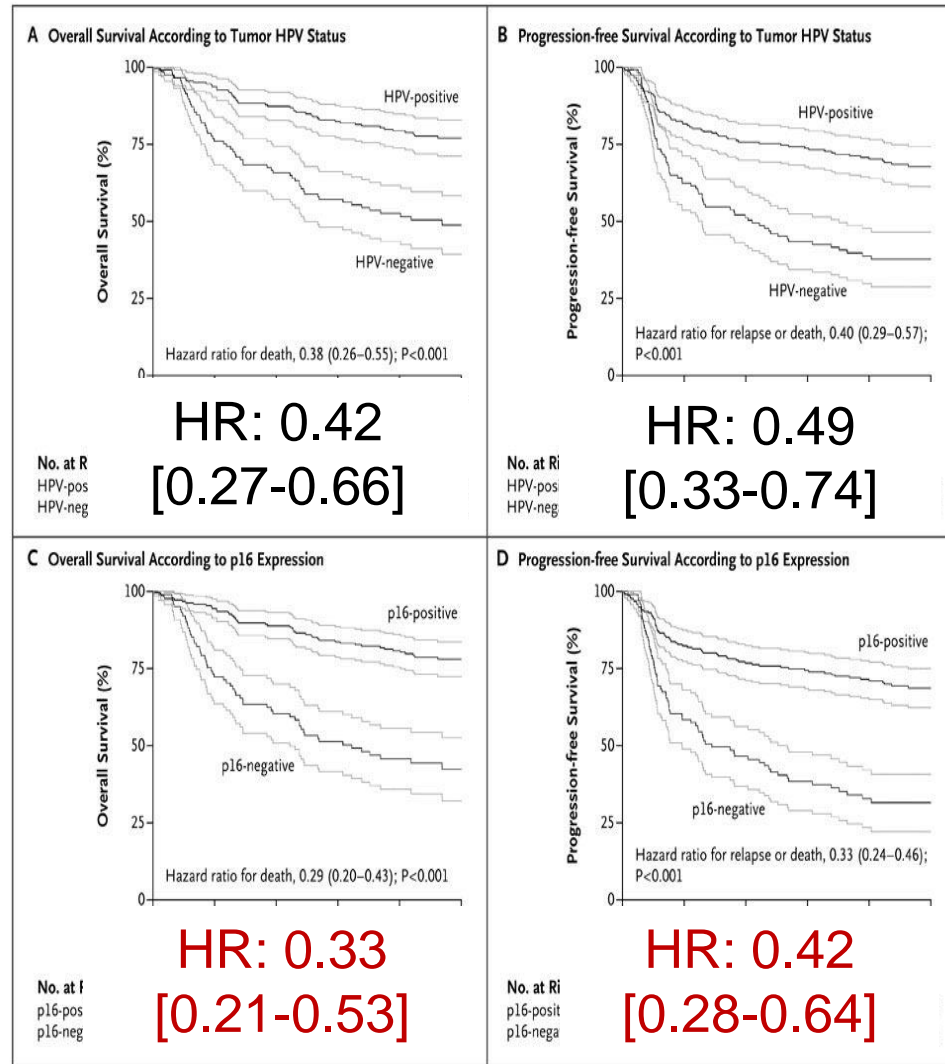 A Overall Survival According to Tumor HPV Status
100
75
50
25
0
Overall Survival (%)
HPV-positive
HPV-negative
Hazard ratio for death, 0.38 (0.26–0.55); P<0.001
HR: 0.42
[0.27-0.66]
No. at R
HPV-pos
HPV-neg
B Progression-free Survival According to Tumor HPV Status
100
75
50
25
0
Progression-free Survival (%)
HPV-positive
HPV-negative
Hazard ratio for relapse or death, 0.40 (0.29–0.57);
P<0.001
HR: 0.49
[0.33-0.74]
No. at Ri
HPV-posi
HPV-neg
C Overall Survival According to p16 Expression
100
75
50
25
0
Overall Survival (%)
p16-positive
p16-negative
Hazard ratio for death, 0.29 (0.20–0.43); P<0.001
HR: 0.33
[0.21-0.53]
No. at
p16-pos
p16-neg
D Progression-free Survival According to p16 Expression
100
75
50
25
0
Progression-free Survival (%)
p16-positive
p16-negative
Hazard ratio for relapse or death, 0.33 (0.24–0.46);
P<0.001
HR: 0.42
[0.28-0.64]
No. at Ri
p16-posit
p16-nega